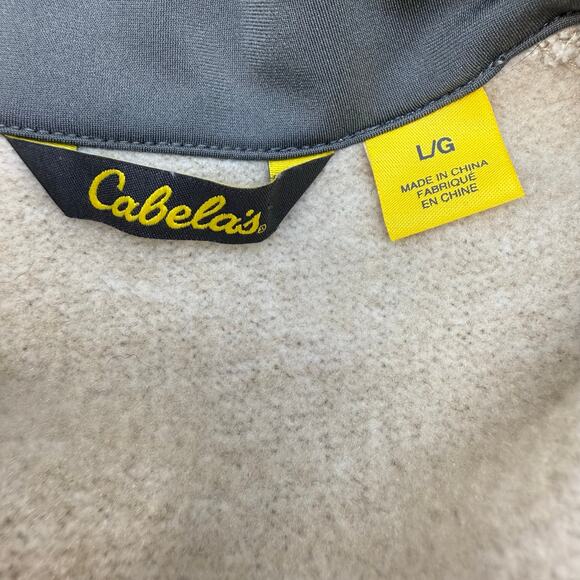 Cabela's®
L/G
MADE IN CHINA
FABRIQUÉ
EN CHINE